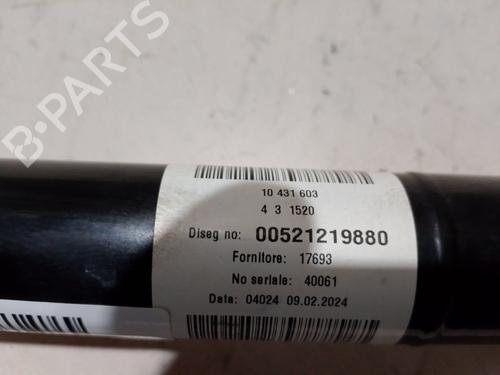 B-PARTS
10 431 603
4 3 1520
Diseg no: 00521219880
Fornitore: 17693
No seriale: 40061
Data: 04024 09.02.2024